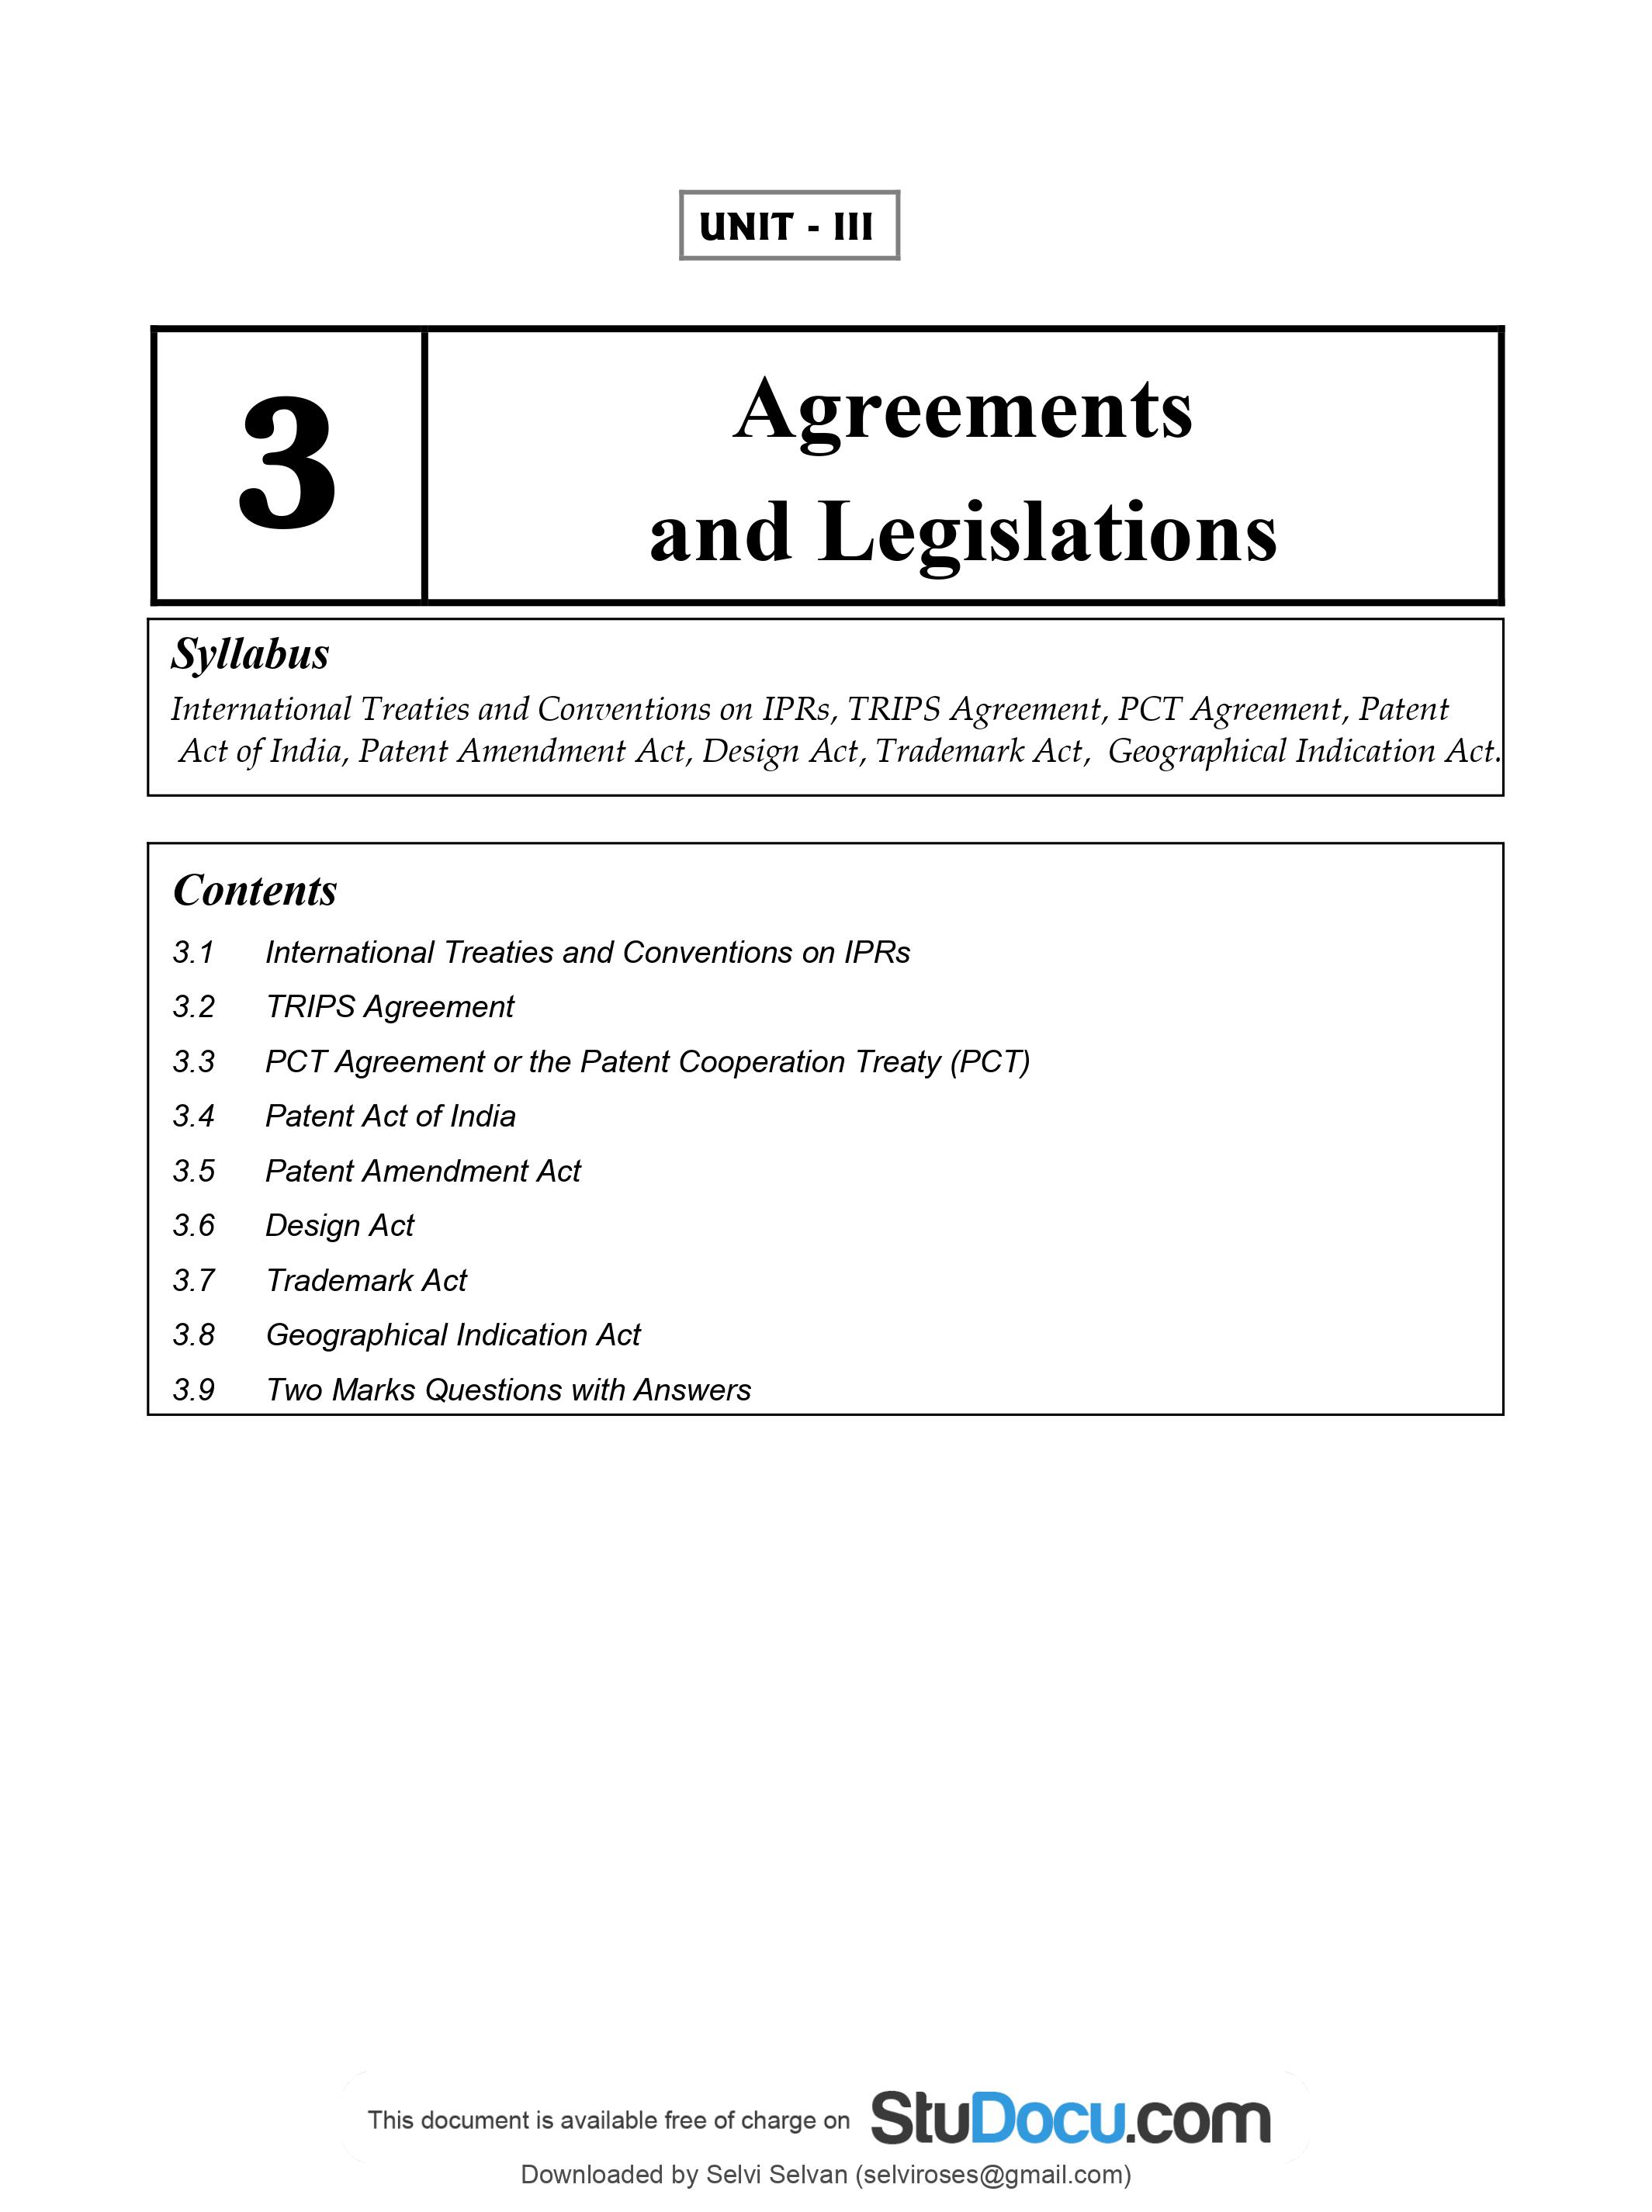 UNIT - III
3
Agreements
and Legislations
Syllabus
International Treaties and Conventions on IPRs, TRIPS Agreement, PCT Agreement, Patent
Act of India, Patent Amendment Act, Design Act, Trademark Act, Geographical Indication Act.
Contents
3.1 International Treaties and Conventions on IPRs
3.2 TRIPS Agreement
3.3 PCT Agreement or the Patent Cooperation Treaty (PCT)
3.4 Patent Act of India
3.5 Patent Amendment Act
3.6 Design Act
3.7 Trademark Act
3.8 Geographical Indication Act
3.9 Two Marks Questions with Answers
This document is available free of charge on StuDocu.com
Downloaded by Selvi Selvan (selviroses@gmail.com)